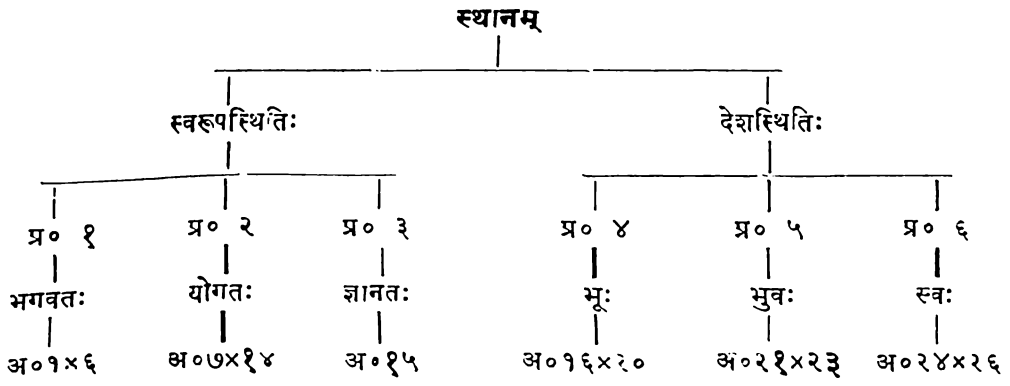 स्थानम्
स्वरूपस्थितिः देशस्थितिः
प्र० १ प्र० २ प्र० ३ प्र० ४ प्र० ५ प्र० ६
भगवतः योगतः ज्ञानतः भूः भुवः स्वः
अ०१×६ अ०७×१४ अ०१५ अ०१६×२० अ०२१×२३ अ०२४×२६